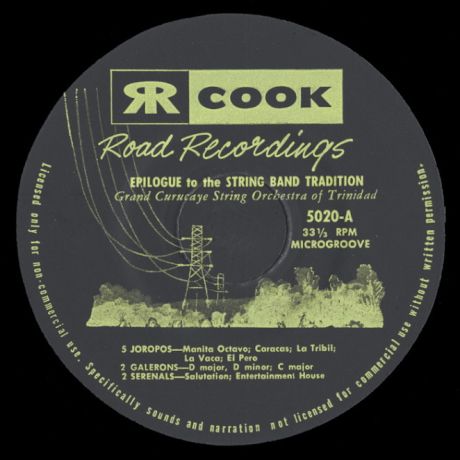 RR COOK
Road Recordings
EPILOGUE to the STRING BAND TRADITION
Grand Curucaye String Orchestra of Trinidad
5020-A
33⅓ RPM
MICROGROOVE
5 JOROPOS—Manita Octavo; Caracas; La Tribil;
La Vaca; El Pero
2 GALERONS—D major, D minor; C major
2 SERENALS—Salutation; Entertainment House
Licensed only for non-commercial use. Specifically sounds and narration not licensed for commercial use without written permission.